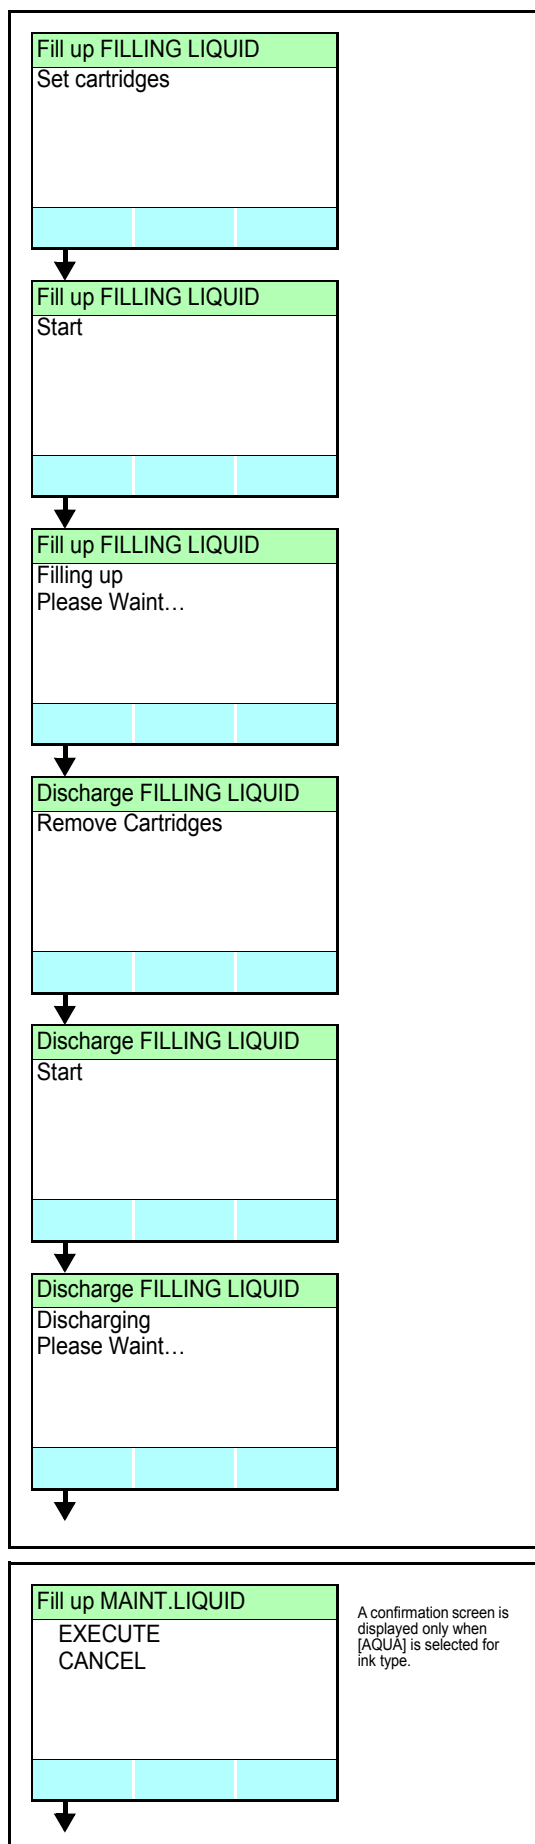 Fill up FILLING LIQUID
Set cartridges
Fill up FILLING LIQUID
Start
Fill up FILLING LIQUID
Filling up
Please Waint…
Discharge FILLING LIQUID
Remove Cartridges
Discharge FILLING LIQUID
Start
Discharge FILLING LIQUID
Discharging
Please Waint…
Fill up MAINT.LIQUID
EXECUTE
CANCEL
A confirmation screen is
displayed only when
[AQUA] is selected for
ink type.